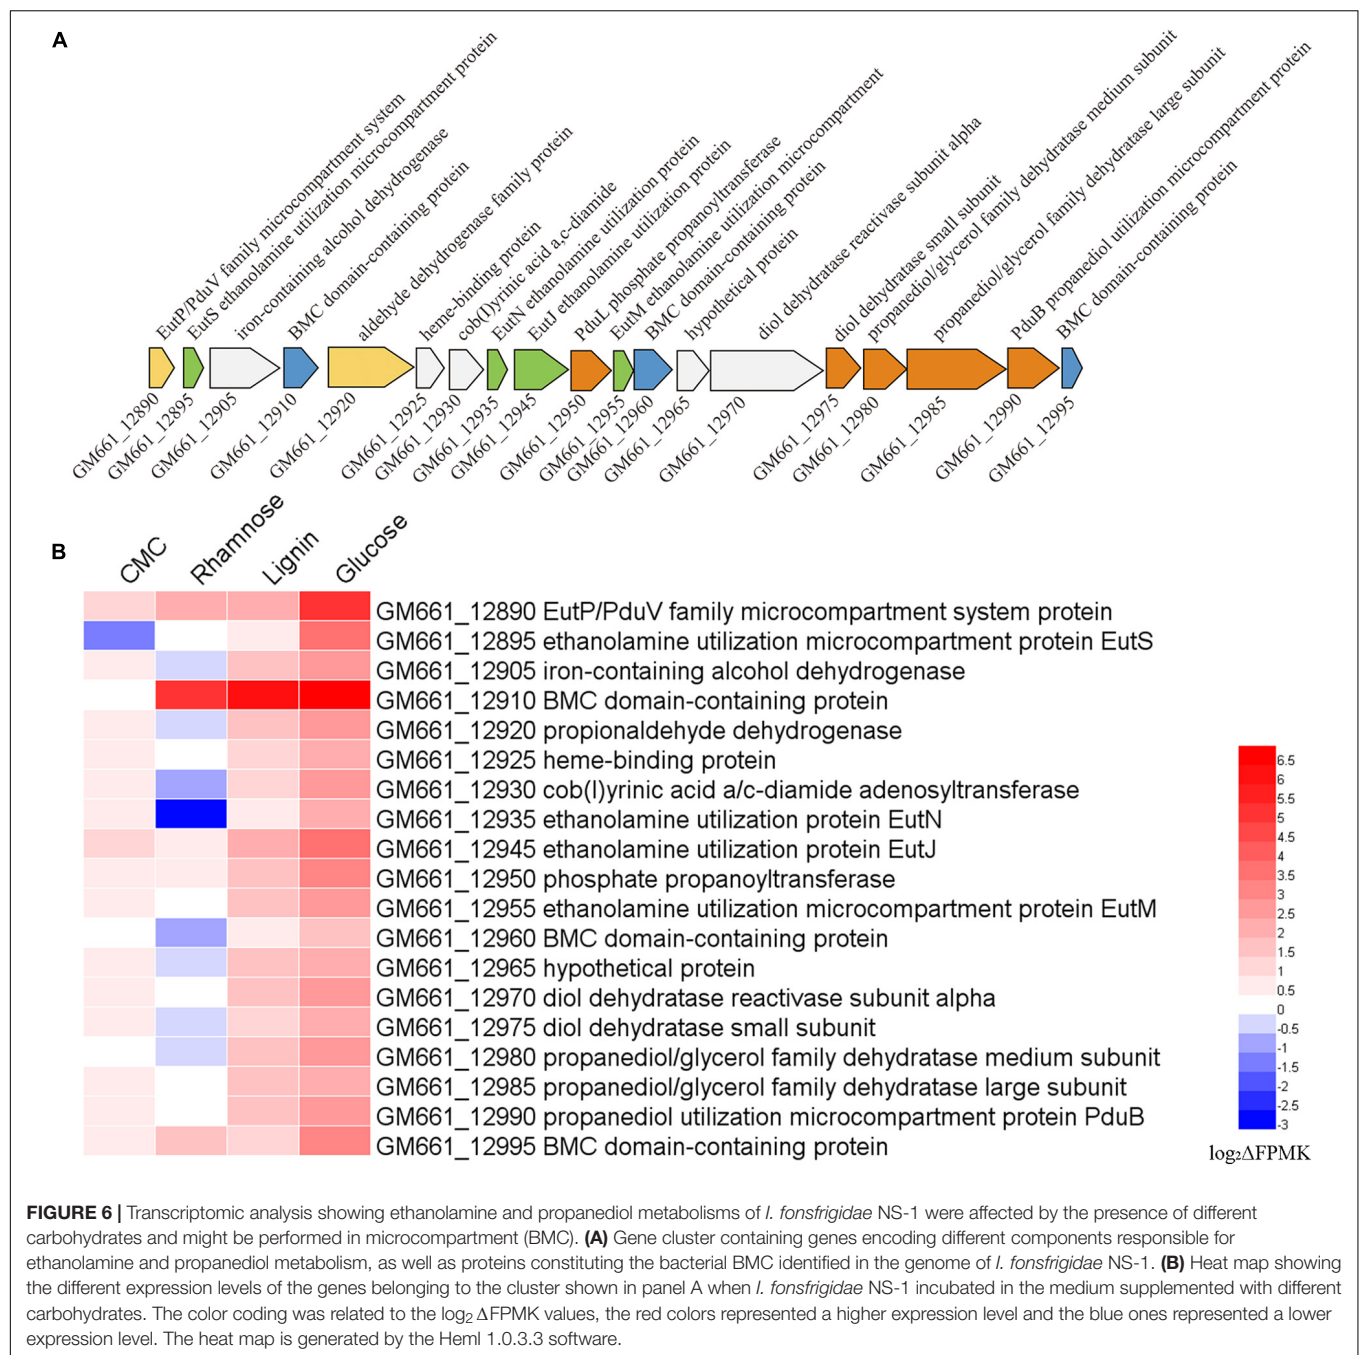 A
EutP/PduV family microcompartment system
EutS ethanolamine utilization microcompartment protein
iron-containing alcohol dehydrogenase
BMC domain-containing protein
aldehyde dehydrogenase family protein
heme-binding protein
cob(I)yrinic acid a,c-diamide
EutN ethanolamine utilization protein
EutJ ethanolamine utilization protein
PduL phosphate propanoyltransferase
EutM ethanolamine utilization microcompartment
BMC domain-containing protein
hypothetical protein
diol dehydratase reactivase subunit alpha
diol dehydratase small subunit
propanediol/glycerol family dehydratase medium subunit
propanediol/glycerol family dehydratase large subunit
PduB propanediol utilization microcompartment protein
BMC domain-containing protein
GM661_12890
GM661_12895
GM661_12905
GM661_12910
GM661_12920
GM661_12925
GM661_12930
GM661_12935
GM661_12945
GM661_12950
GM661_12955
GM661_12960
GM661_12965
GM661_12970
GM661_12975
GM661_12980
GM661_12985
GM661_12990
GM661_12995
B
CMC
Rhamnose
Lignin
Glucose
GM661_12890 EutP/PduV family microcompartment system protein
GM661_12895 ethanolamine utilization microcompartment protein EutS
GM661_12905 iron-containing alcohol dehydrogenase
GM661_12910 BMC domain-containing protein
GM661_12920 propionaldehyde dehydrogenase
GM661_12925 heme-binding protein
GM661_12930 cob(I)yrinic acid a/c-diamide adenosyltransferase
GM661_12935 ethanolamine utilization protein EutN
GM661_12945 ethanolamine utilization protein EutJ
GM661_12950 phosphate propanoyltransferase
GM661_12955 ethanolamine utilization microcompartment protein EutM
GM661_12960 BMC domain-containing protein
GM661_12965 hypothetical protein
GM661_12970 diol dehydratase reactivase subunit alpha
GM661_12975 diol dehydratase small subunit
GM661_12980 propanediol/glycerol family dehydratase medium subunit
GM661_12985 propanediol/glycerol family dehydratase large subunit
GM661_12990 propanediol utilization microcompartment protein PduB
GM661_12995 BMC domain-containing protein
6.5
6
5.5
5
4.5
4
3.5
3
2.5
2
1.5
1
0.5
0
-0.5
-1
-1.5
-2
-2.5
-3
log₂ΔFPMK
FIGURE 6 | Transcriptomic analysis showing ethanolamine and propanediol metabolisms of I. fonsfrigidae NS-1 were affected by the presence of different
carbohydrates and might be performed in microcompartment (BMC). (A) Gene cluster containing genes encoding different components responsible for
ethanolamine and propanediol metabolism, as well as proteins constituting the bacterial BMC identified in the genome of I. fonsfrigidae NS-1. (B) Heat map showing
the different expression levels of the genes belonging to the cluster shown in panel A when I. fonsfrigidae NS-1 incubated in the medium supplemented with different
carbohydrates. The color coding was related to the log₂ ΔFPMK values, the red colors represented a higher expression level and the blue ones represented a lower
expression level. The heat map is generated by the HemI 1.0.3.3 software.